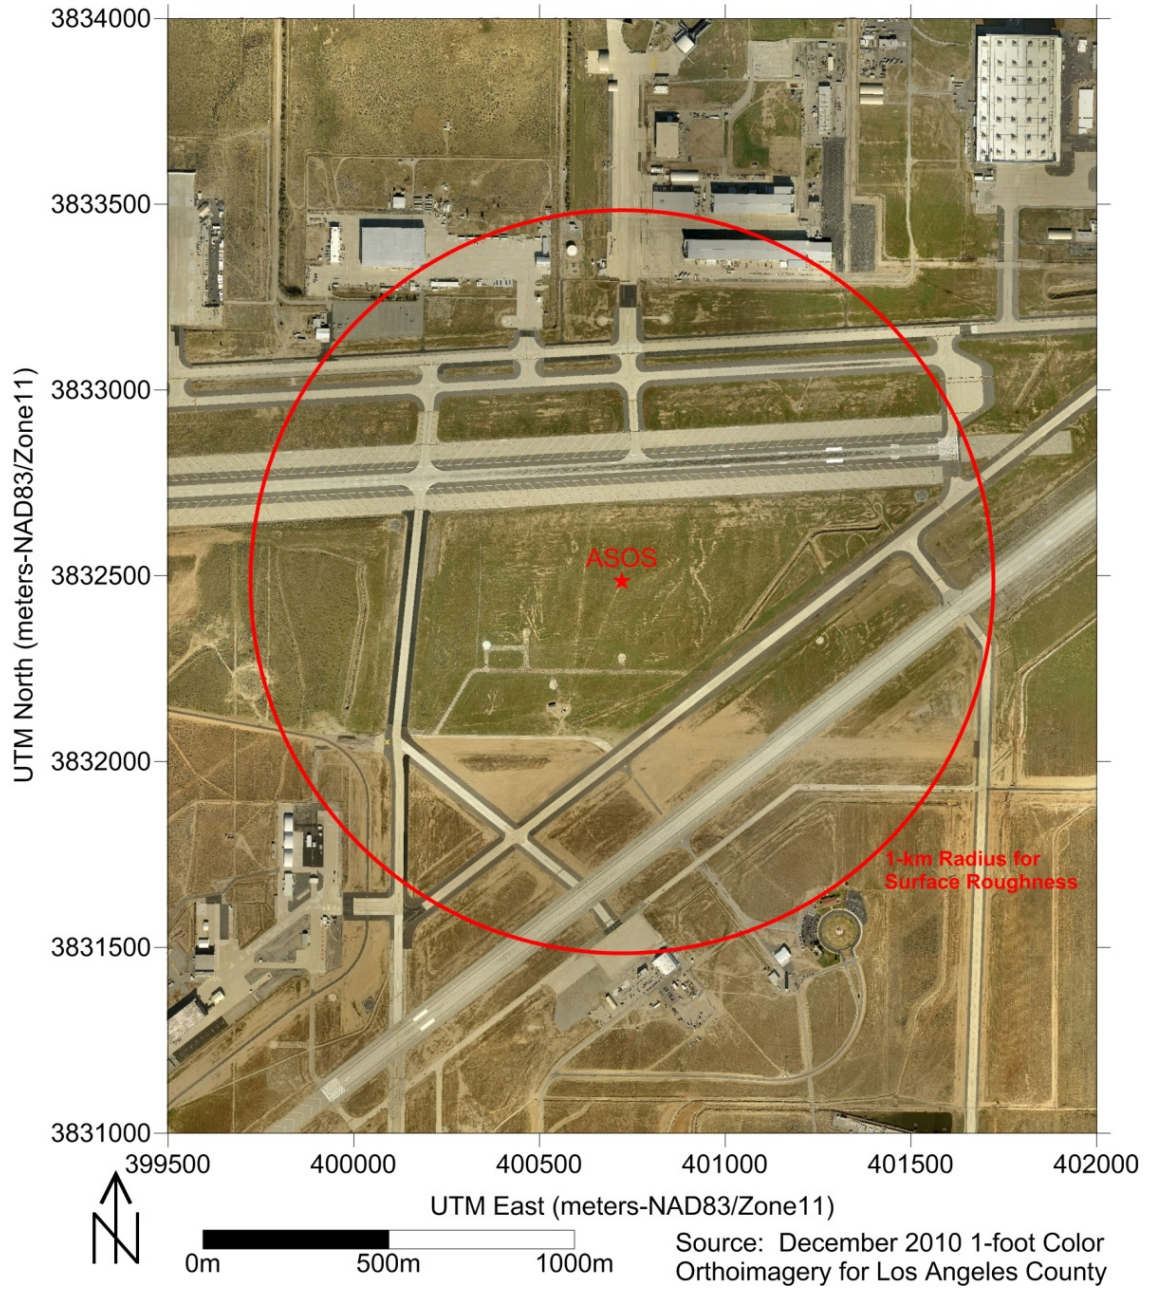 3834000
3833500
3833000
3832500
3832000
3831500
3831000
UTM North (meters-NAD83/Zone11)
ASOS
1-km Radius for
Surface Roughness
399500
400000
400500
401000
401500
402000
UTM East (meters-NAD83/Zone11)
N
0m
500m
1000m
Source: December 2010 1-foot Color
Orthoimagery for Los Angeles County